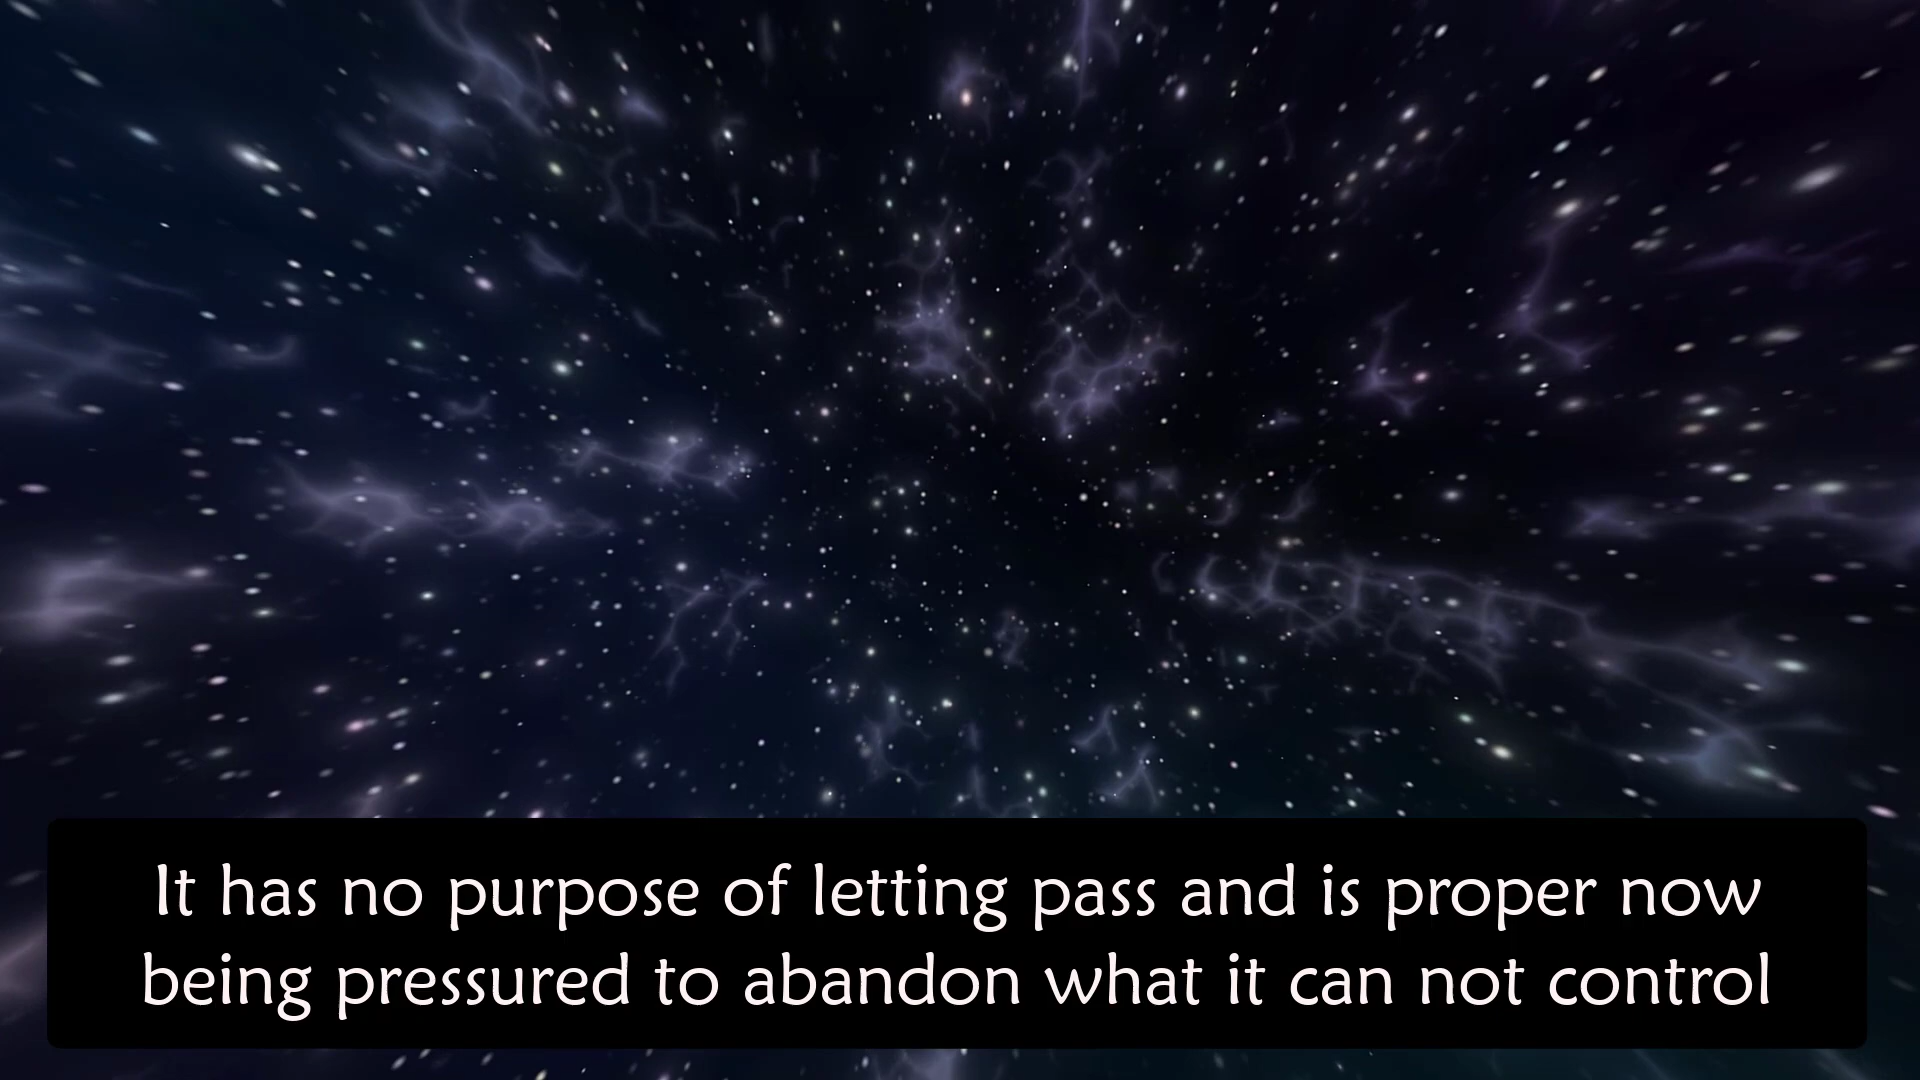 It has no purpose of letting pass and is proper now
being pressured to abandon what it can not control